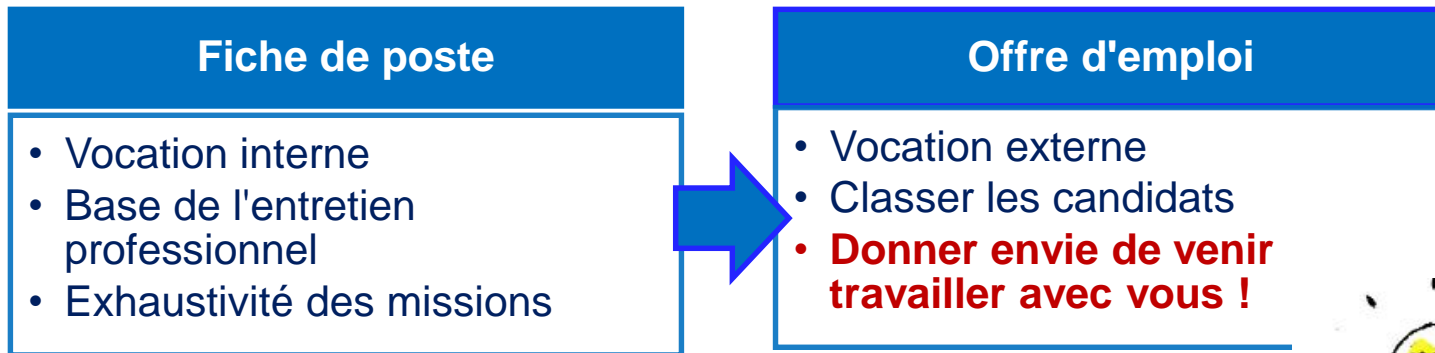 Fiche de poste
• Vocation interne
• Base de l'entretien
professionnel
• Exhaustivité des missions
Offre d'emploi
• Vocation externe
• Classer les candidats
• Donner envie de venir
travailler avec vous !